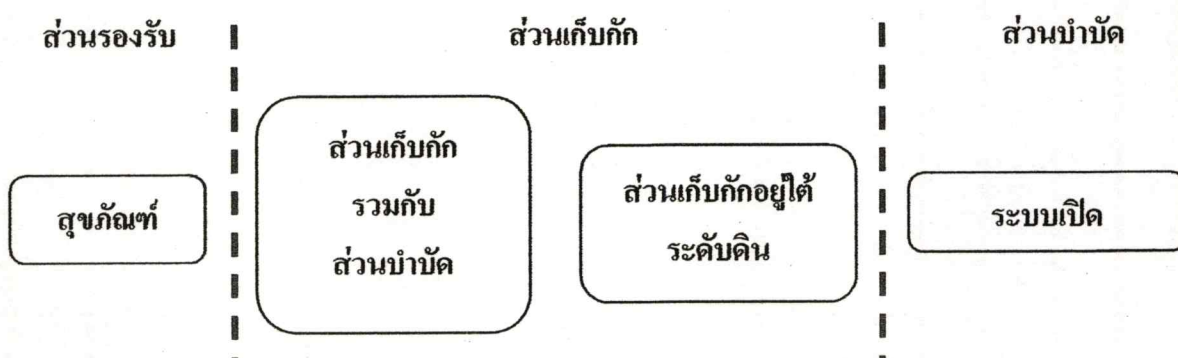 ส่วนรองรับ
ส่วนเก็บกัก
ส่วนบำบัด
สุขภัณฑ์
ส่วนเก็บกัก
รวมกับ
ส่วนบำบัด
ส่วนเก็บกักอยู่ใต้
ระดับดิน
ระบบเปิด